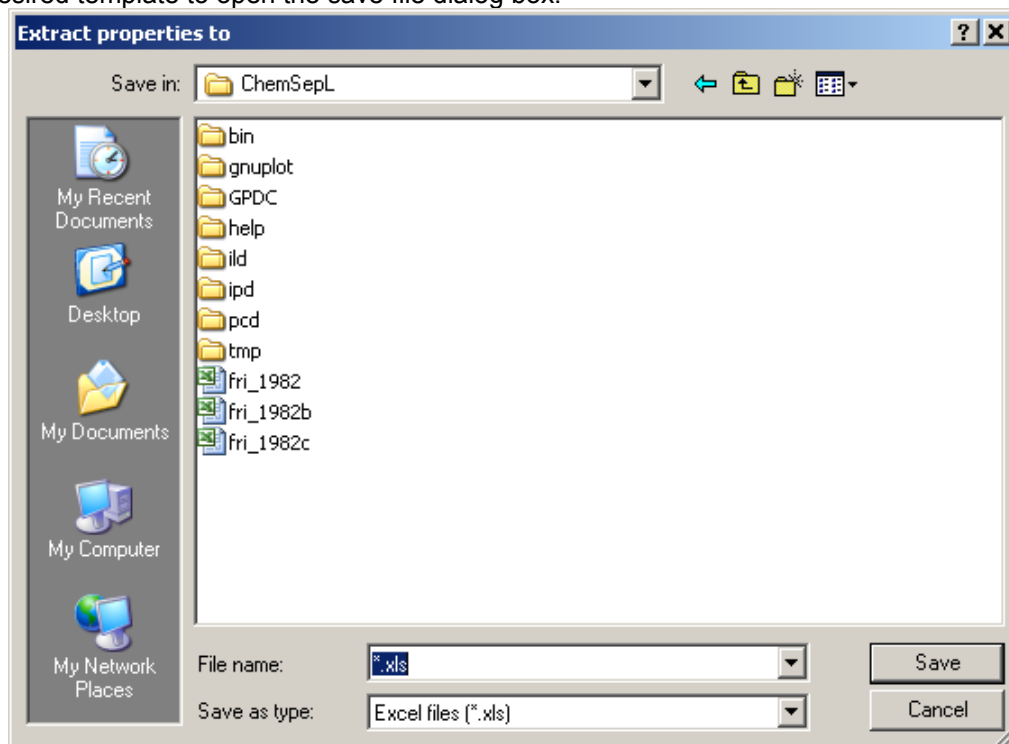 desired template to open the save file dialog box.
Extract properties to
Save in: ChemSepL
My Recent
Documents
Desktop
My Documents
My Computer
My Network
Places
bin
gnuplot
GPDC
help
ild
ipd
pcd
tmp
fri_1982
fri_1982b
fri_1982c
File name: *.xls Save
Save as type: Excel files (*.xls) Cancel